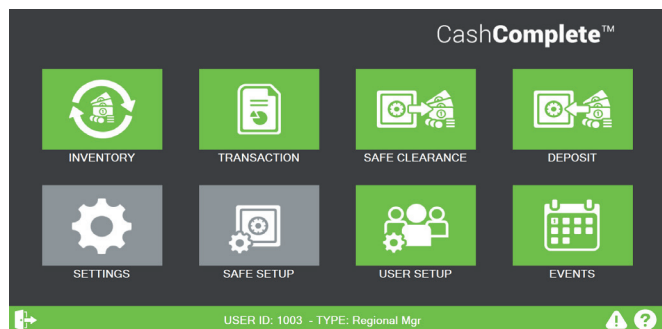 CashComplete™
INVENTORY
TRANSACTION
SAFE CLEARANCE
DEPOSIT
SETTINGS
SAFE SETUP
USER SETUP
EVENTS
USER ID: 1003 - TYPE: Regional Mgr